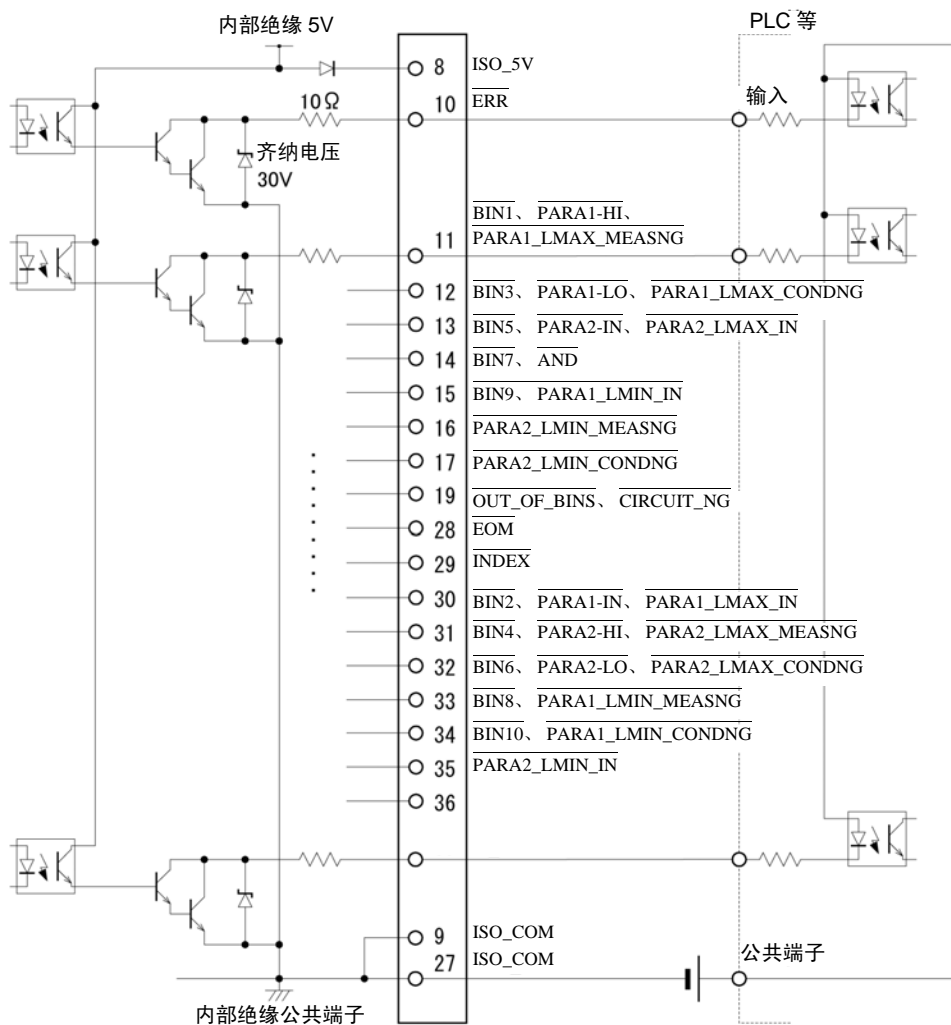 内部绝缘 5V
PLC 等
8 ISO_5V
10Ω
10 ERR
输入
齐纳电压
30V
BIN1、 PARA1-HI、
11 PARA1_LMAX_MEASNG
12 BIN3、 PARA1-LO、 PARA1_LMAX_CONDNG
13 BIN5、 PARA2-IN、 PARA2_LMAX_IN
14 BIN7、 AND
15 BIN9、 PARA1_LMIN_IN
16 PARA2_LMIN_MEASNG
17 PARA2_LMIN_CONDNG
19 OUT_OF_BINS、 CIRCUIT_NG
28 EOM
29 INDEX
30 BIN2、 PARA1-IN、 PARA1_LMAX_IN
31 BIN4、 PARA2-HI、 PARA2_LMAX_MEASNG
32 BIN6、 PARA2-LO、 PARA2_LMAX_CONDNG
33 BIN8、 PARA1_LMIN_MEASNG
34 BIN10、 PARA1_LMIN_CONDNG
35 PARA2_LMIN_IN
36
9 ISO_COM
27 ISO_COM
公共端子
内部绝缘公共端子